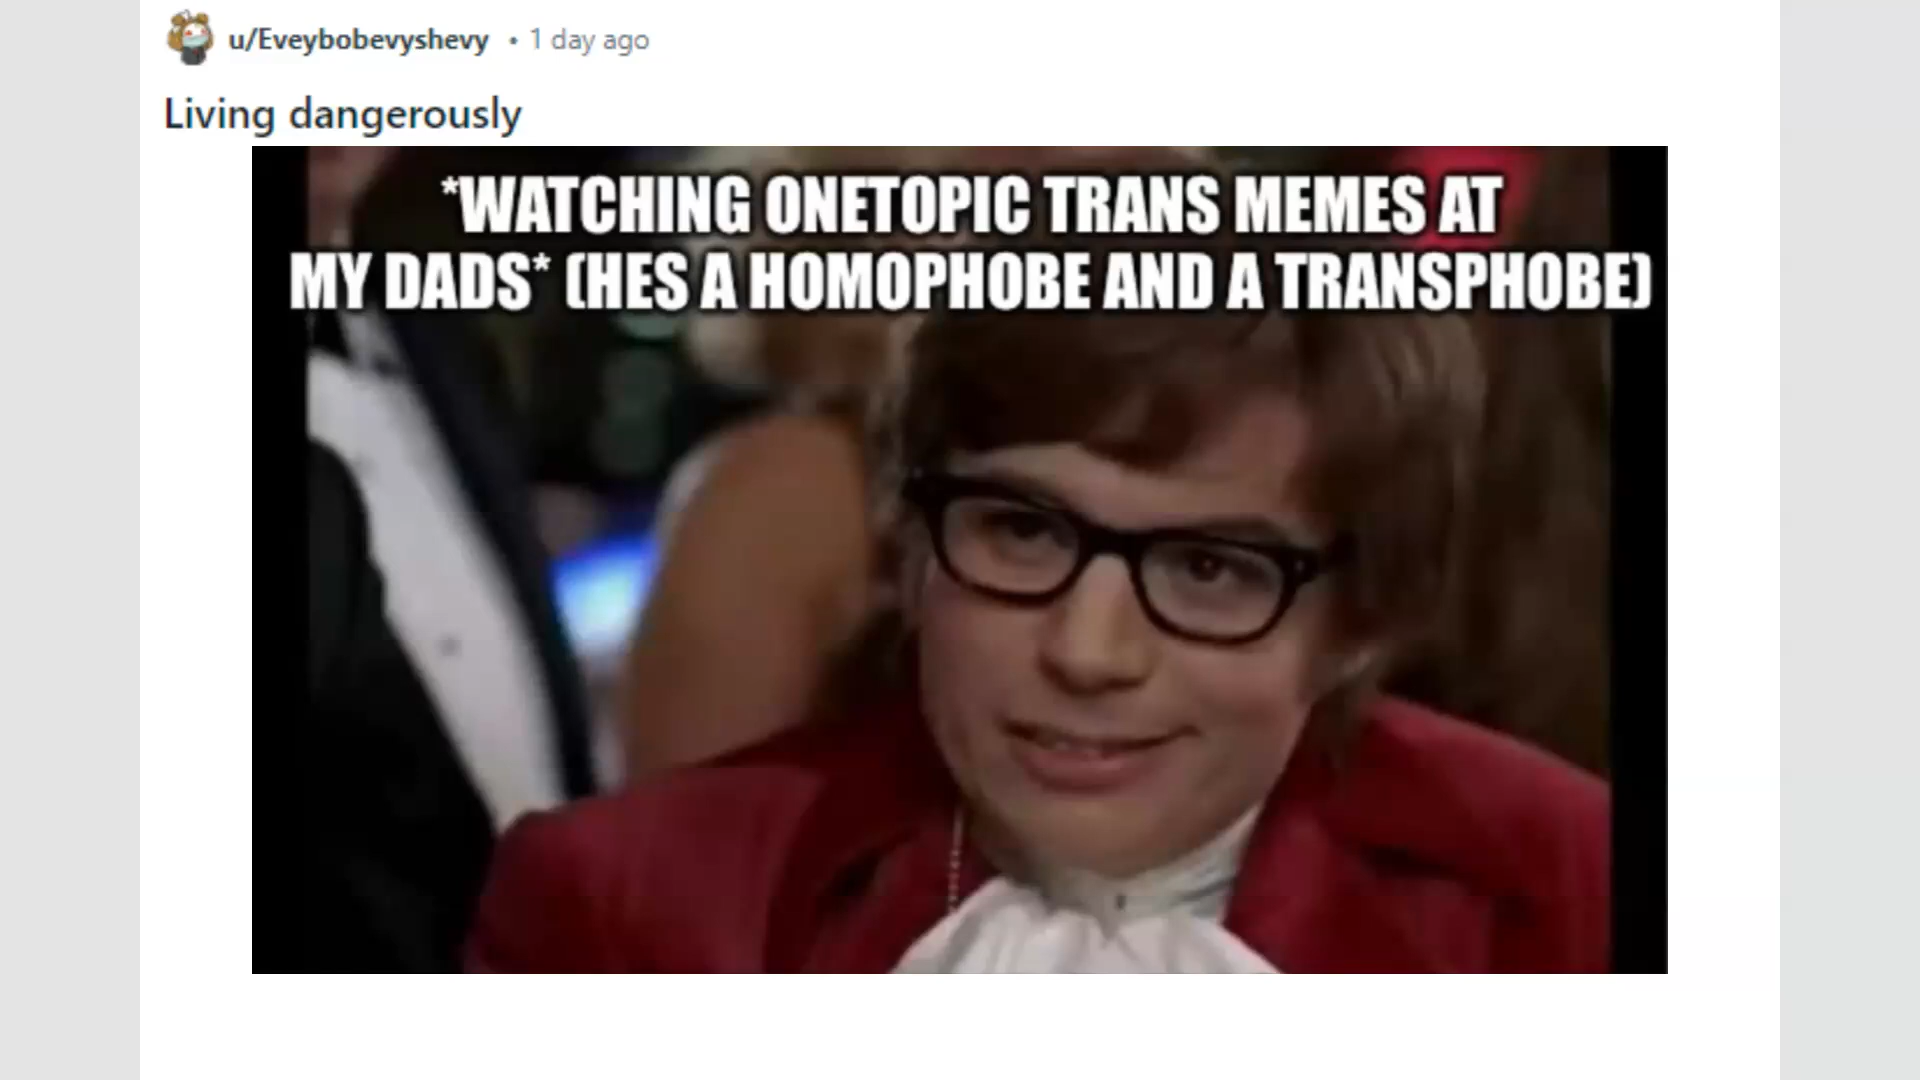 u/Eveybobevyshevy • 1 day ago
Living dangerously
*WATCHING ONETOPIC TRANS MEMES AT
MY DADS* (HES A HOMOPHOBE AND A TRANSPHOBE)